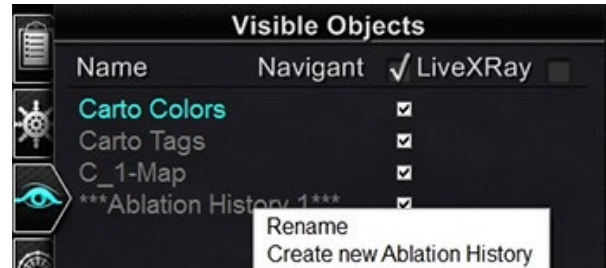 Visible Objects
Name Navigant LiveXRay
Carto Colors
Carto Tags
C_1-Map
***Ablation History 1***
Rename
Create new Ablation History